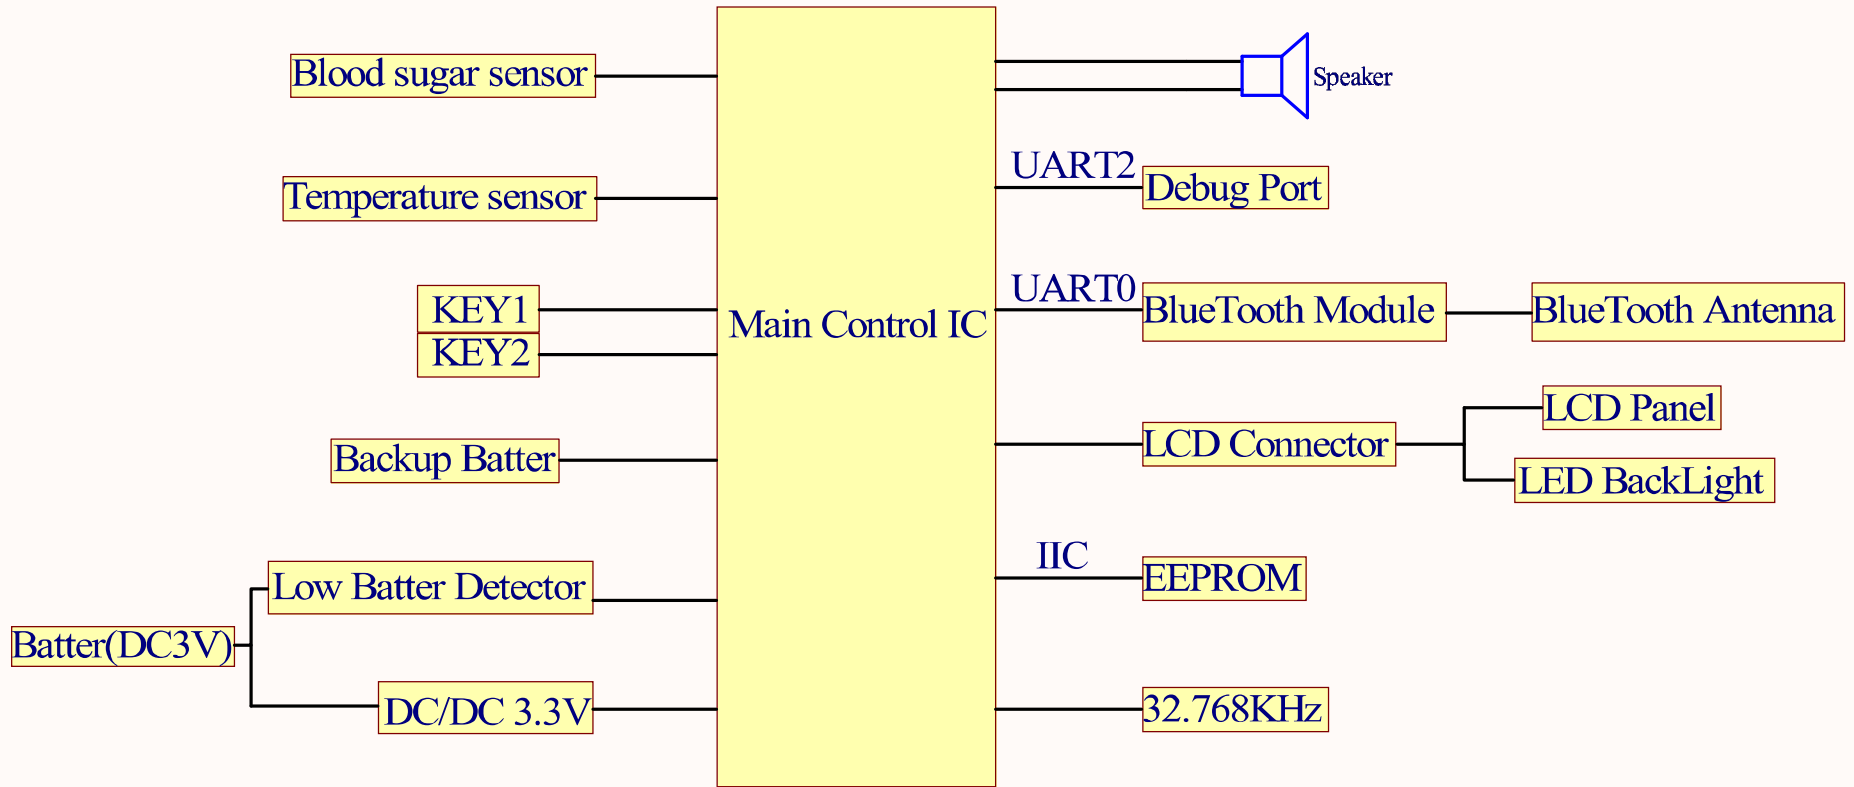 Blood sugar sensor
Temperature sensor
KEY1
KEY2
Backup Batter
Low Batter Detector
Batter(DC3V)
DC/DC 3.3V
Main Control IC
Speaker
UART2
Debug Port
UART0
BlueTooth Module
BlueTooth Antenna
LCD Connector
LCD Panel
LED BackLight
IIC
EEPROM
32.768KHz